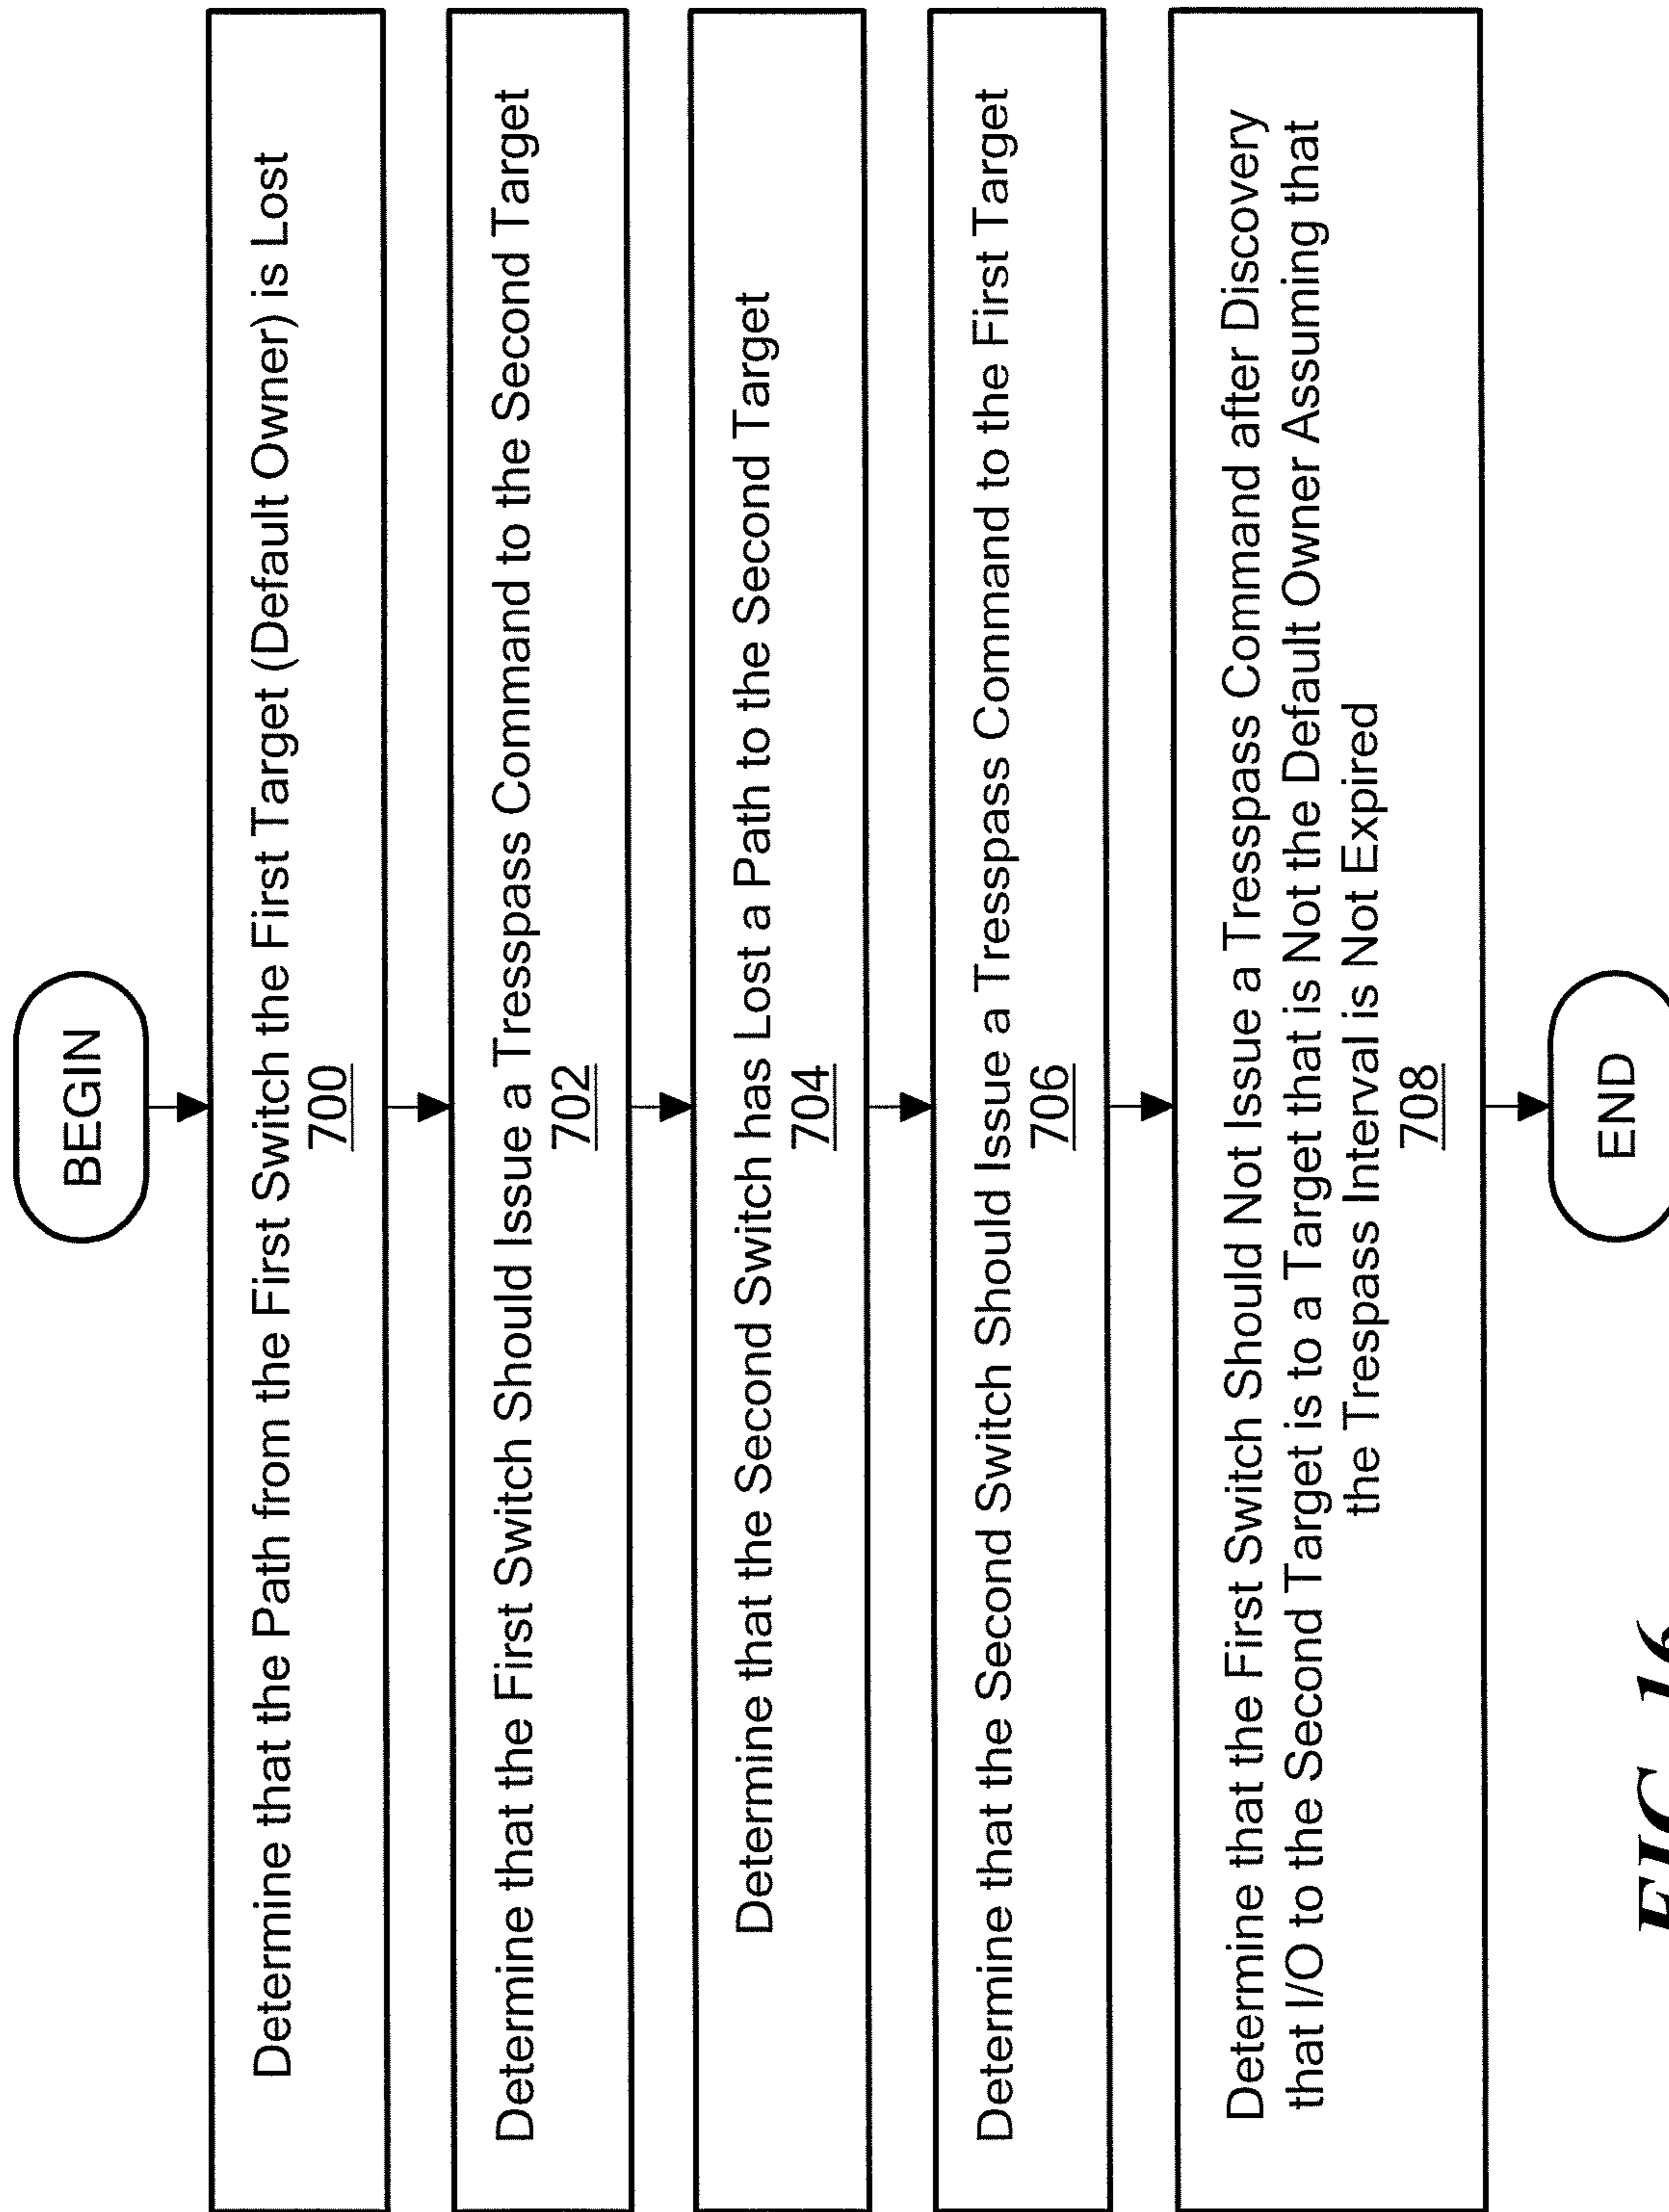 BEGIN
Determine that the Path from the First Switch the First Target (Default Owner) is Lost
700
Determine that the First Switch Should Issue a Tresspass Command to the Second Target
702
Determine that the Second Switch has Lost a Path to the Second Target
704
Determine that the Second Switch Should Issue a Tresspass Command to the First Target
706
Determine that the First Switch Should Not Issue a Tresspass Command after Discovery
that I/O to the Second Target is to a Target that is Not the Default Owner Assuming that
the Trespass Interval is Not Expired
708
END
FIG. 16